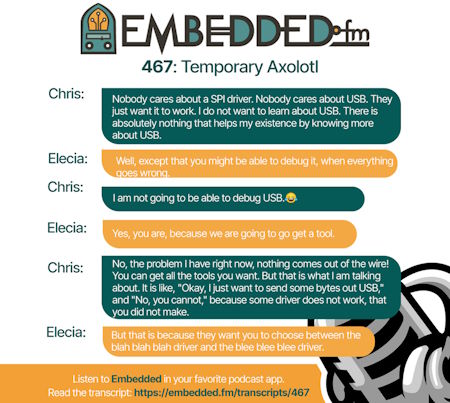 EMBEDDED.fm
467: Temporary Axolotl
Chris:
Nobody cares about a SPI driver. Nobody cares about USB. They
just want it to work. I do not want to learn about USB. There is
absolutely nothing that helps my existence by knowing more
about USB.
Elecia:
Well, except that you might be able to debug it, when everything
goes wrong.
Chris:
I am not going to be able to debug USB.😂
Elecia:
Yes, you are, because we are going to go get a tool.
Chris:
No, the problem I have right now, nothing comes out of the wire!
You can get all the tools you want. But that is what I am talking
about. It is like, "Okay, I just want to send some bytes out USB,"
and "No, you cannot," because some driver does not work, that
you did not make.
Elecia:
But that is because they want you to choose between the
blah blah blah driver and the blee blee blee driver.
Listen to Embedded in your favorite podcast app.
Read the transcript: https://embedded.fm/transcripts/467